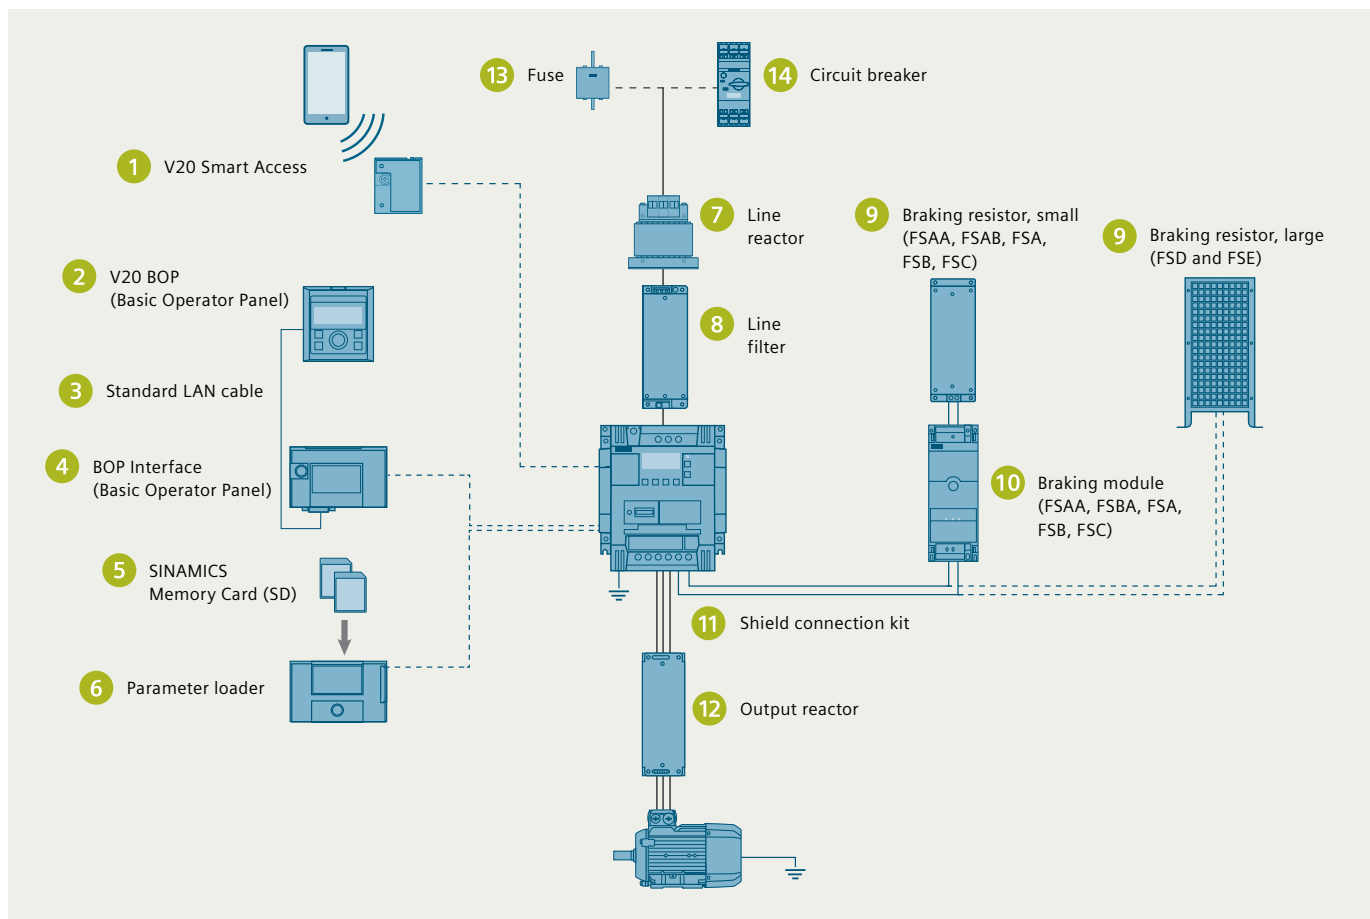 13 Fuse
14 Circuit breaker
1 V20 Smart Access
7 Line
reactor
9 Braking resistor, small
(FSAA, FSAB, FSA,
FSB, FSC)
9 Braking resistor, large
(FSD and FSE)
2 V20 BOP
(Basic Operator Panel)
8 Line
filter
3 Standard LAN cable
4 BOP Interface
(Basic Operator Panel)
10 Braking module
(FSAA, FSBA, FSA,
FSB, FSC)
5 SINAMICS
Memory Card (SD)
11 Shield connection kit
6 Parameter loader
12 Output reactor